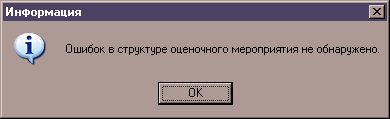 Информация
Ошибок в структуре оценочного мероприятия не обнаружено.
OK